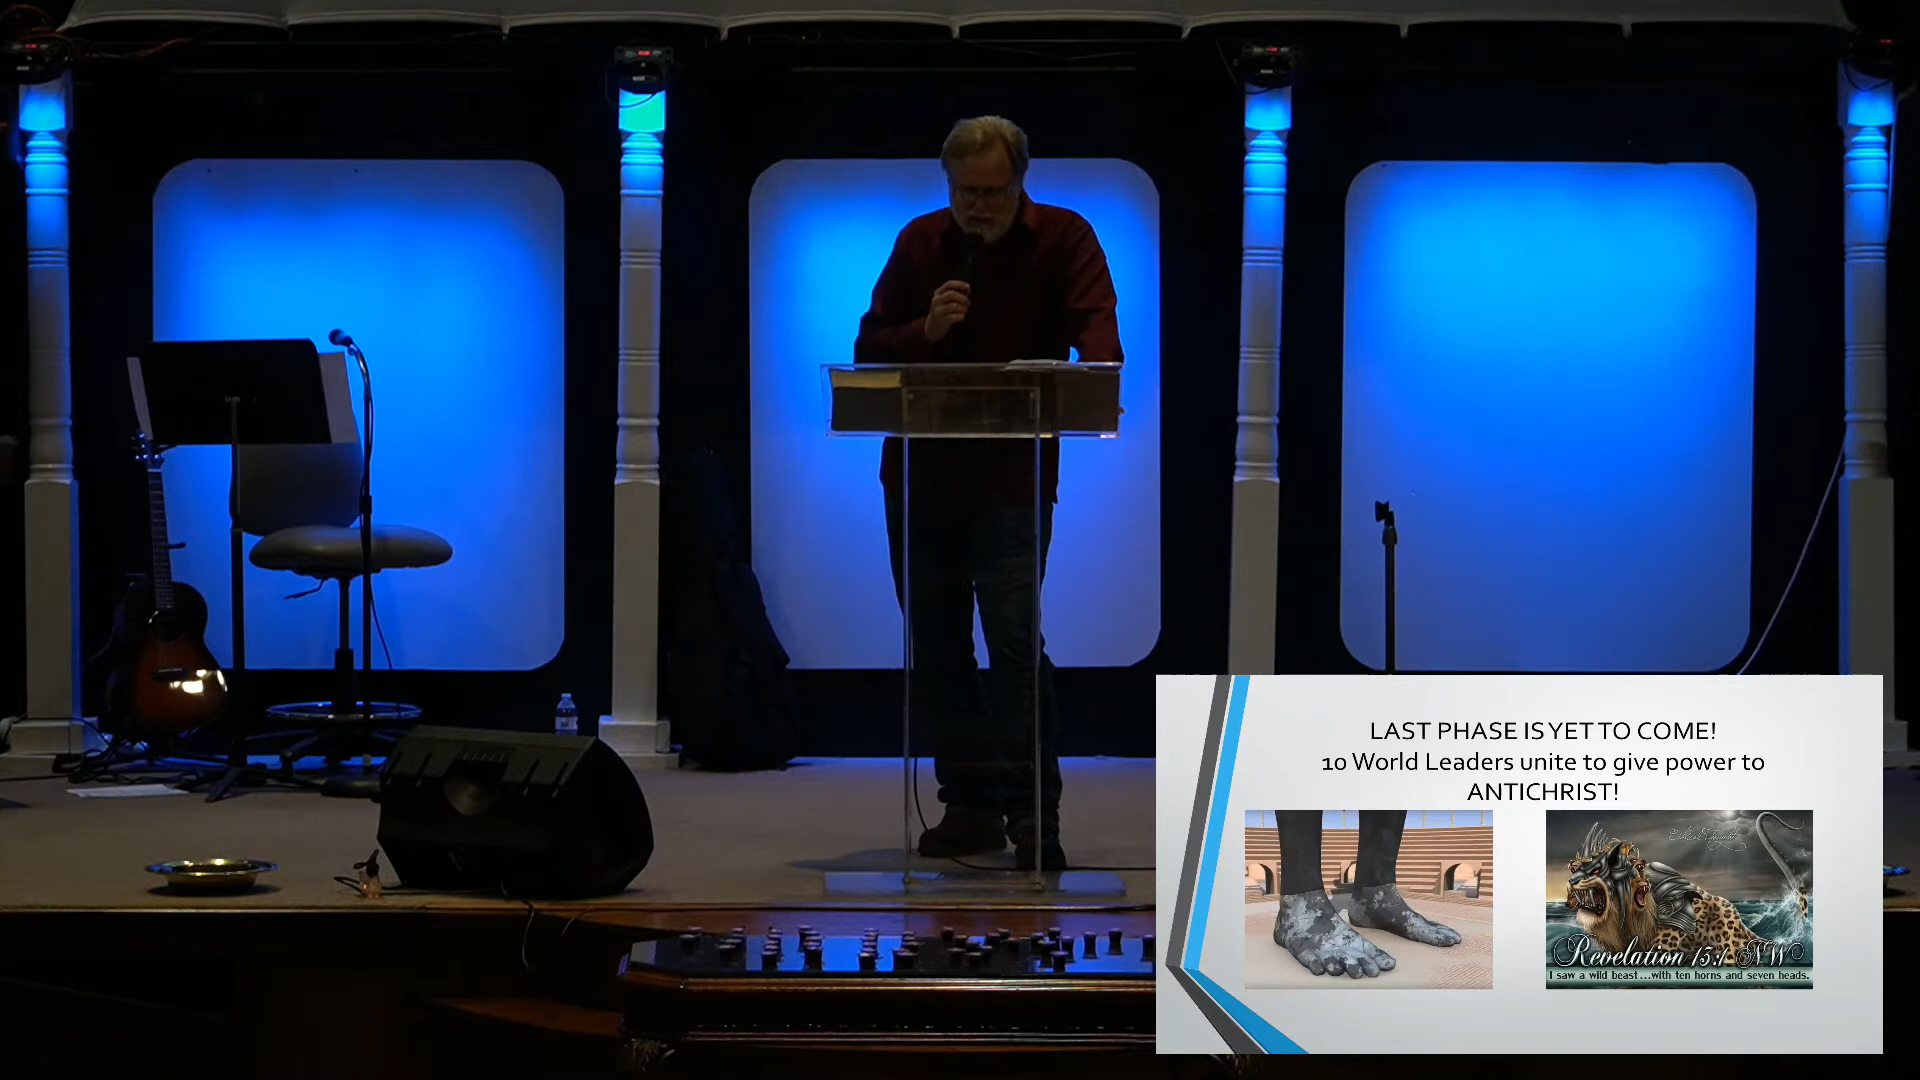 LAST PHASE IS YET TO COME!
10 World Leaders unite to give power to
ANTICHRIST!
Revelation 13:1 NW
I saw a wild beast...with ten horns and seven heads.